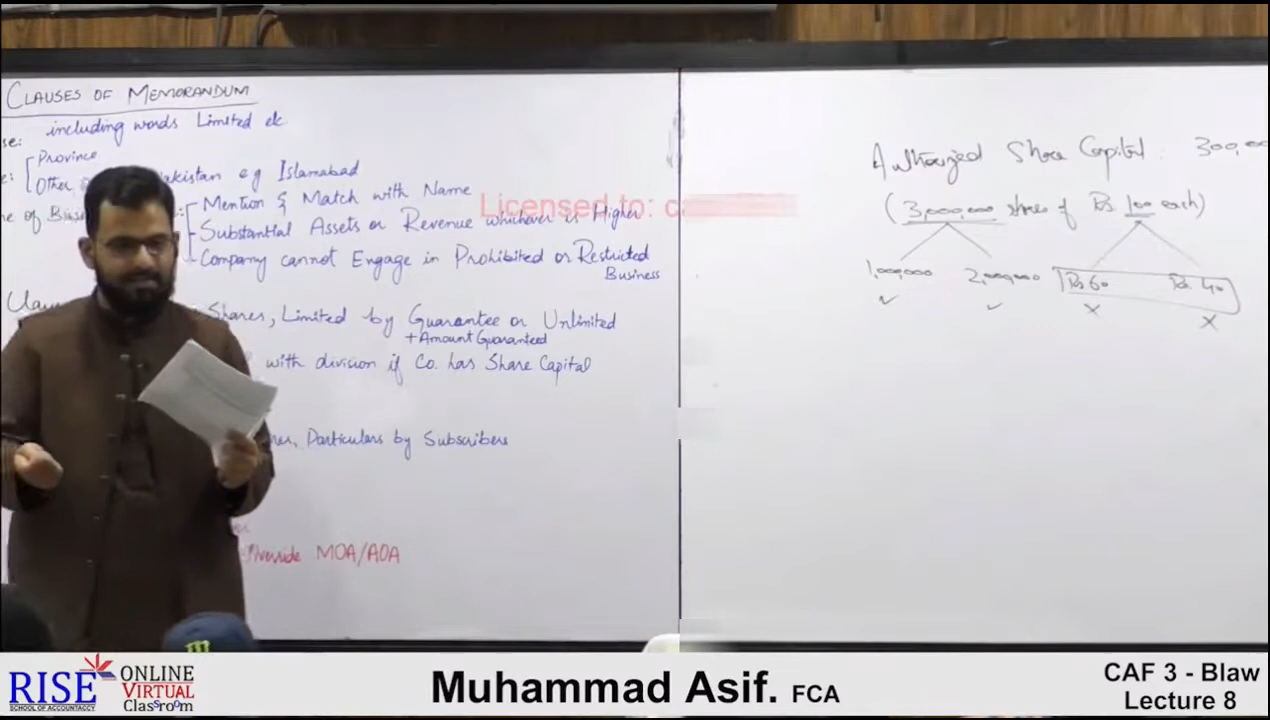 CLAUSES OF MEMORANDUM
including words Limited etc
se:
Province
Other akistan eg Islamabad
Mention & Match with Name
Licensed to: c
Substantial Assets or Revenue whichever is Higher
Company cannot Engage in Prohibited or Restricted
Business
Shares, Limited by Guarantee or Unlimited
+Amount Guaranteed
with division if Co. has Share Capital
Particulars by Subscribers
MOA/AOA
Authorized Share Capital 300,00
(3,000,000 shares of Rs 100 each)
1,000,000 2,000,000 Rs 60 Rs 40
✓ ✓ X X
RISE
SCHOOL OF ACCOUNTANCY
ONLINE
VIRTUAL
Classroom
Muhammad Asif. FCA
CAF 3 - Blaw
Lecture 8